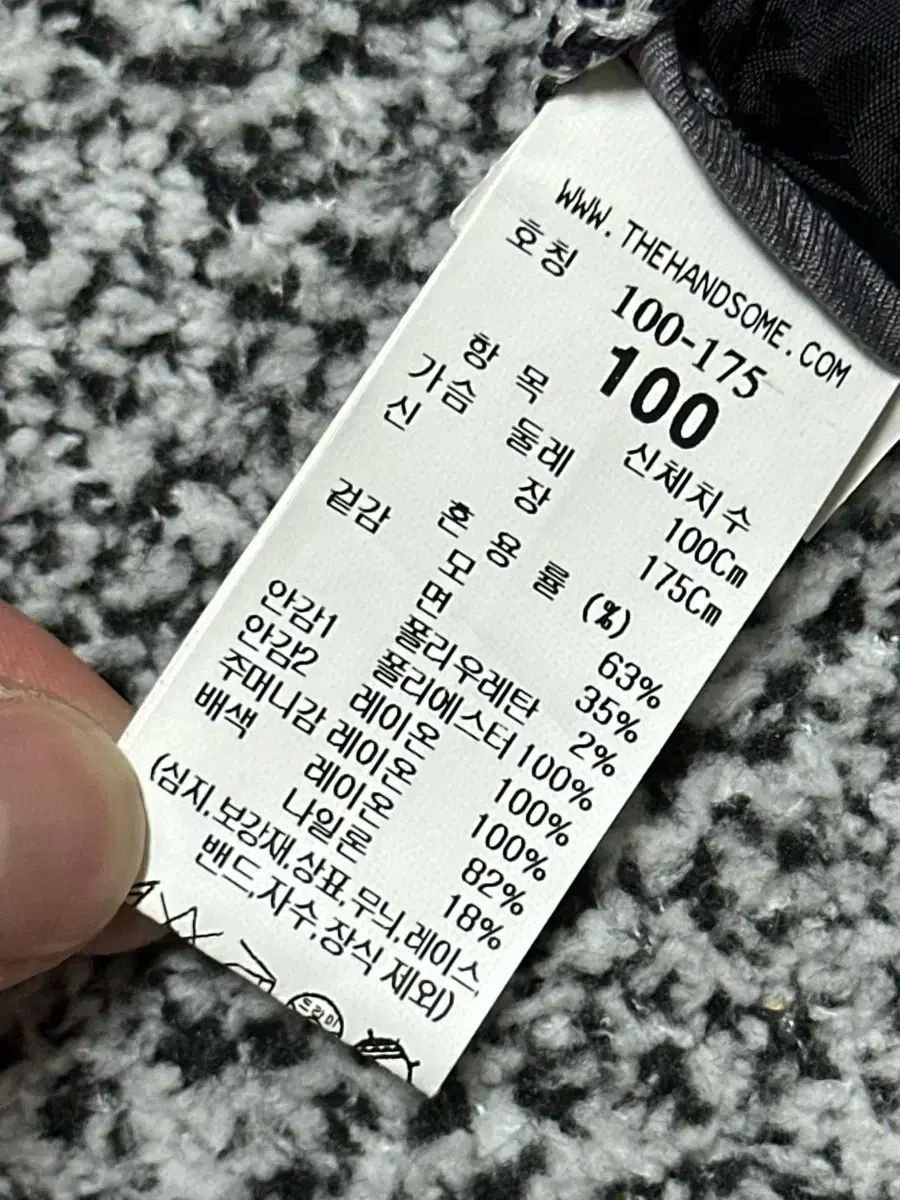 WWW.THEHANDSOME.COM
호칭 100-175
100
항 목 신체치수
가슴 둘레 100Cm
신 장 175Cm
혼 용 률 (%)
겉감 모 63%
면 35%
폴리우레탄 2%
안감1 폴리에스터 100%
안감2 레이온 100%
주머니감 레이온 100%
배색 레이온 82%
나일론 18%
(심지,보강재,상표,무늬,레이스,
밴드,자수,장식 제외)
드라이